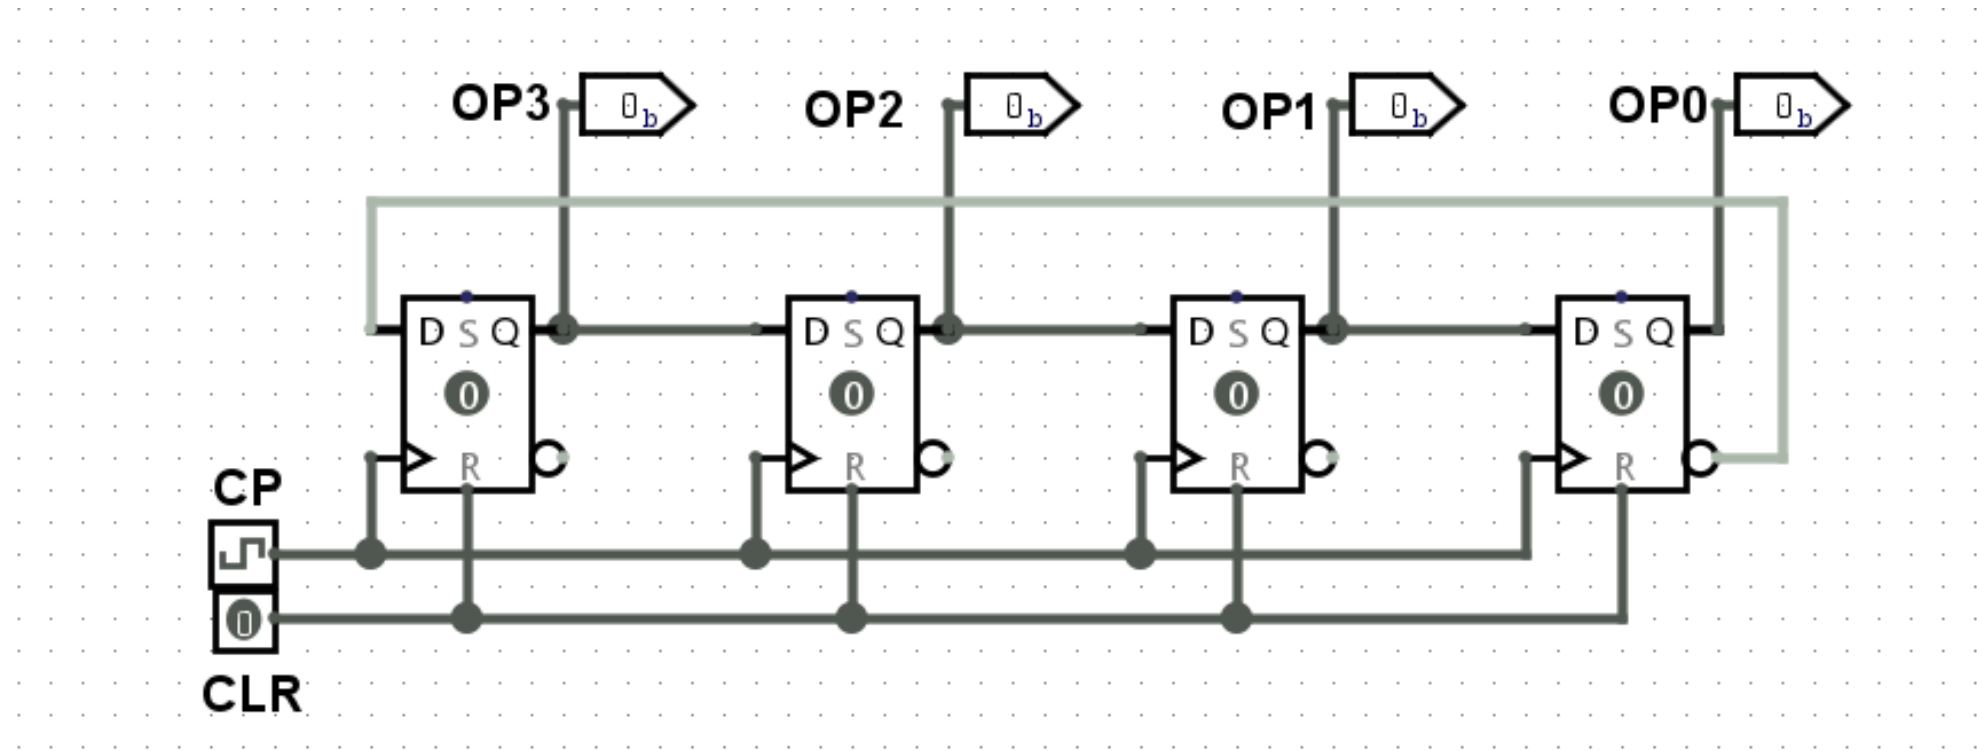 OP3 0b OP2 0b OP1 0b OP0 0b
D S Q D S Q D S Q D S Q
0 0 0 0
R R R R
CP
0
CLR